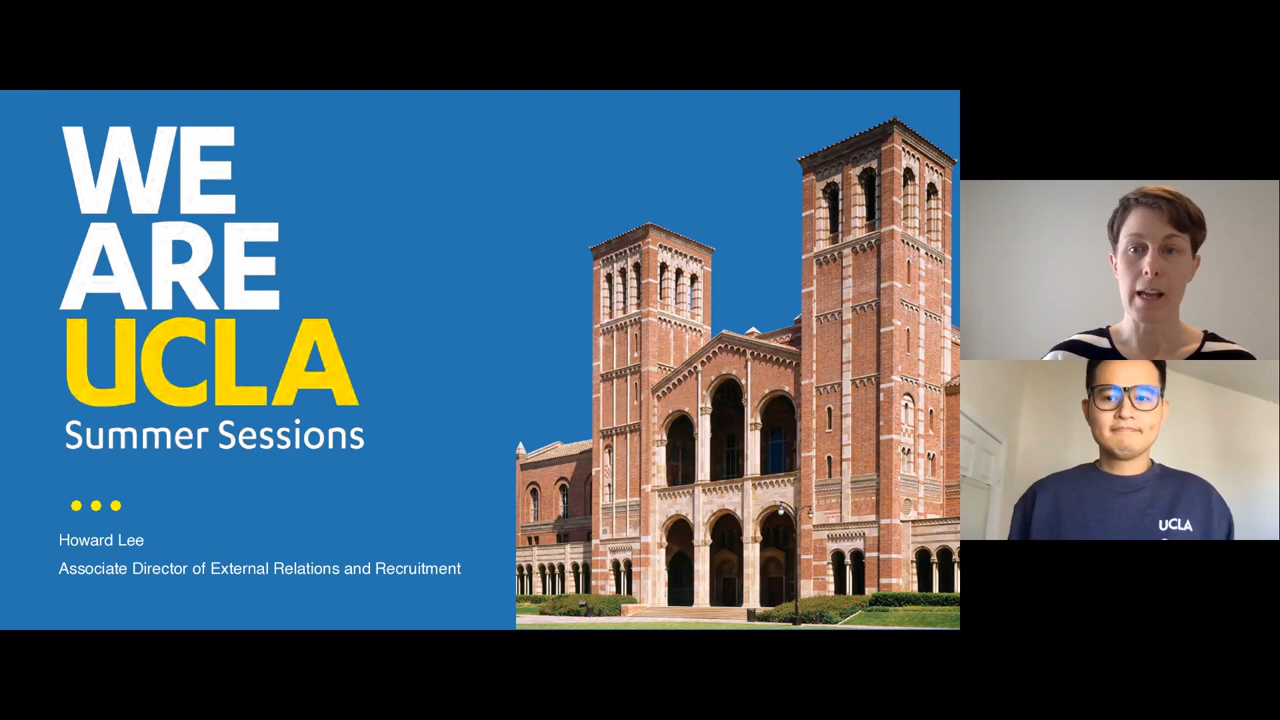 WE
ARE
UCLA
Summer Sessions
Howard Lee
Associate Director of External Relations and Recruitment
UCLA